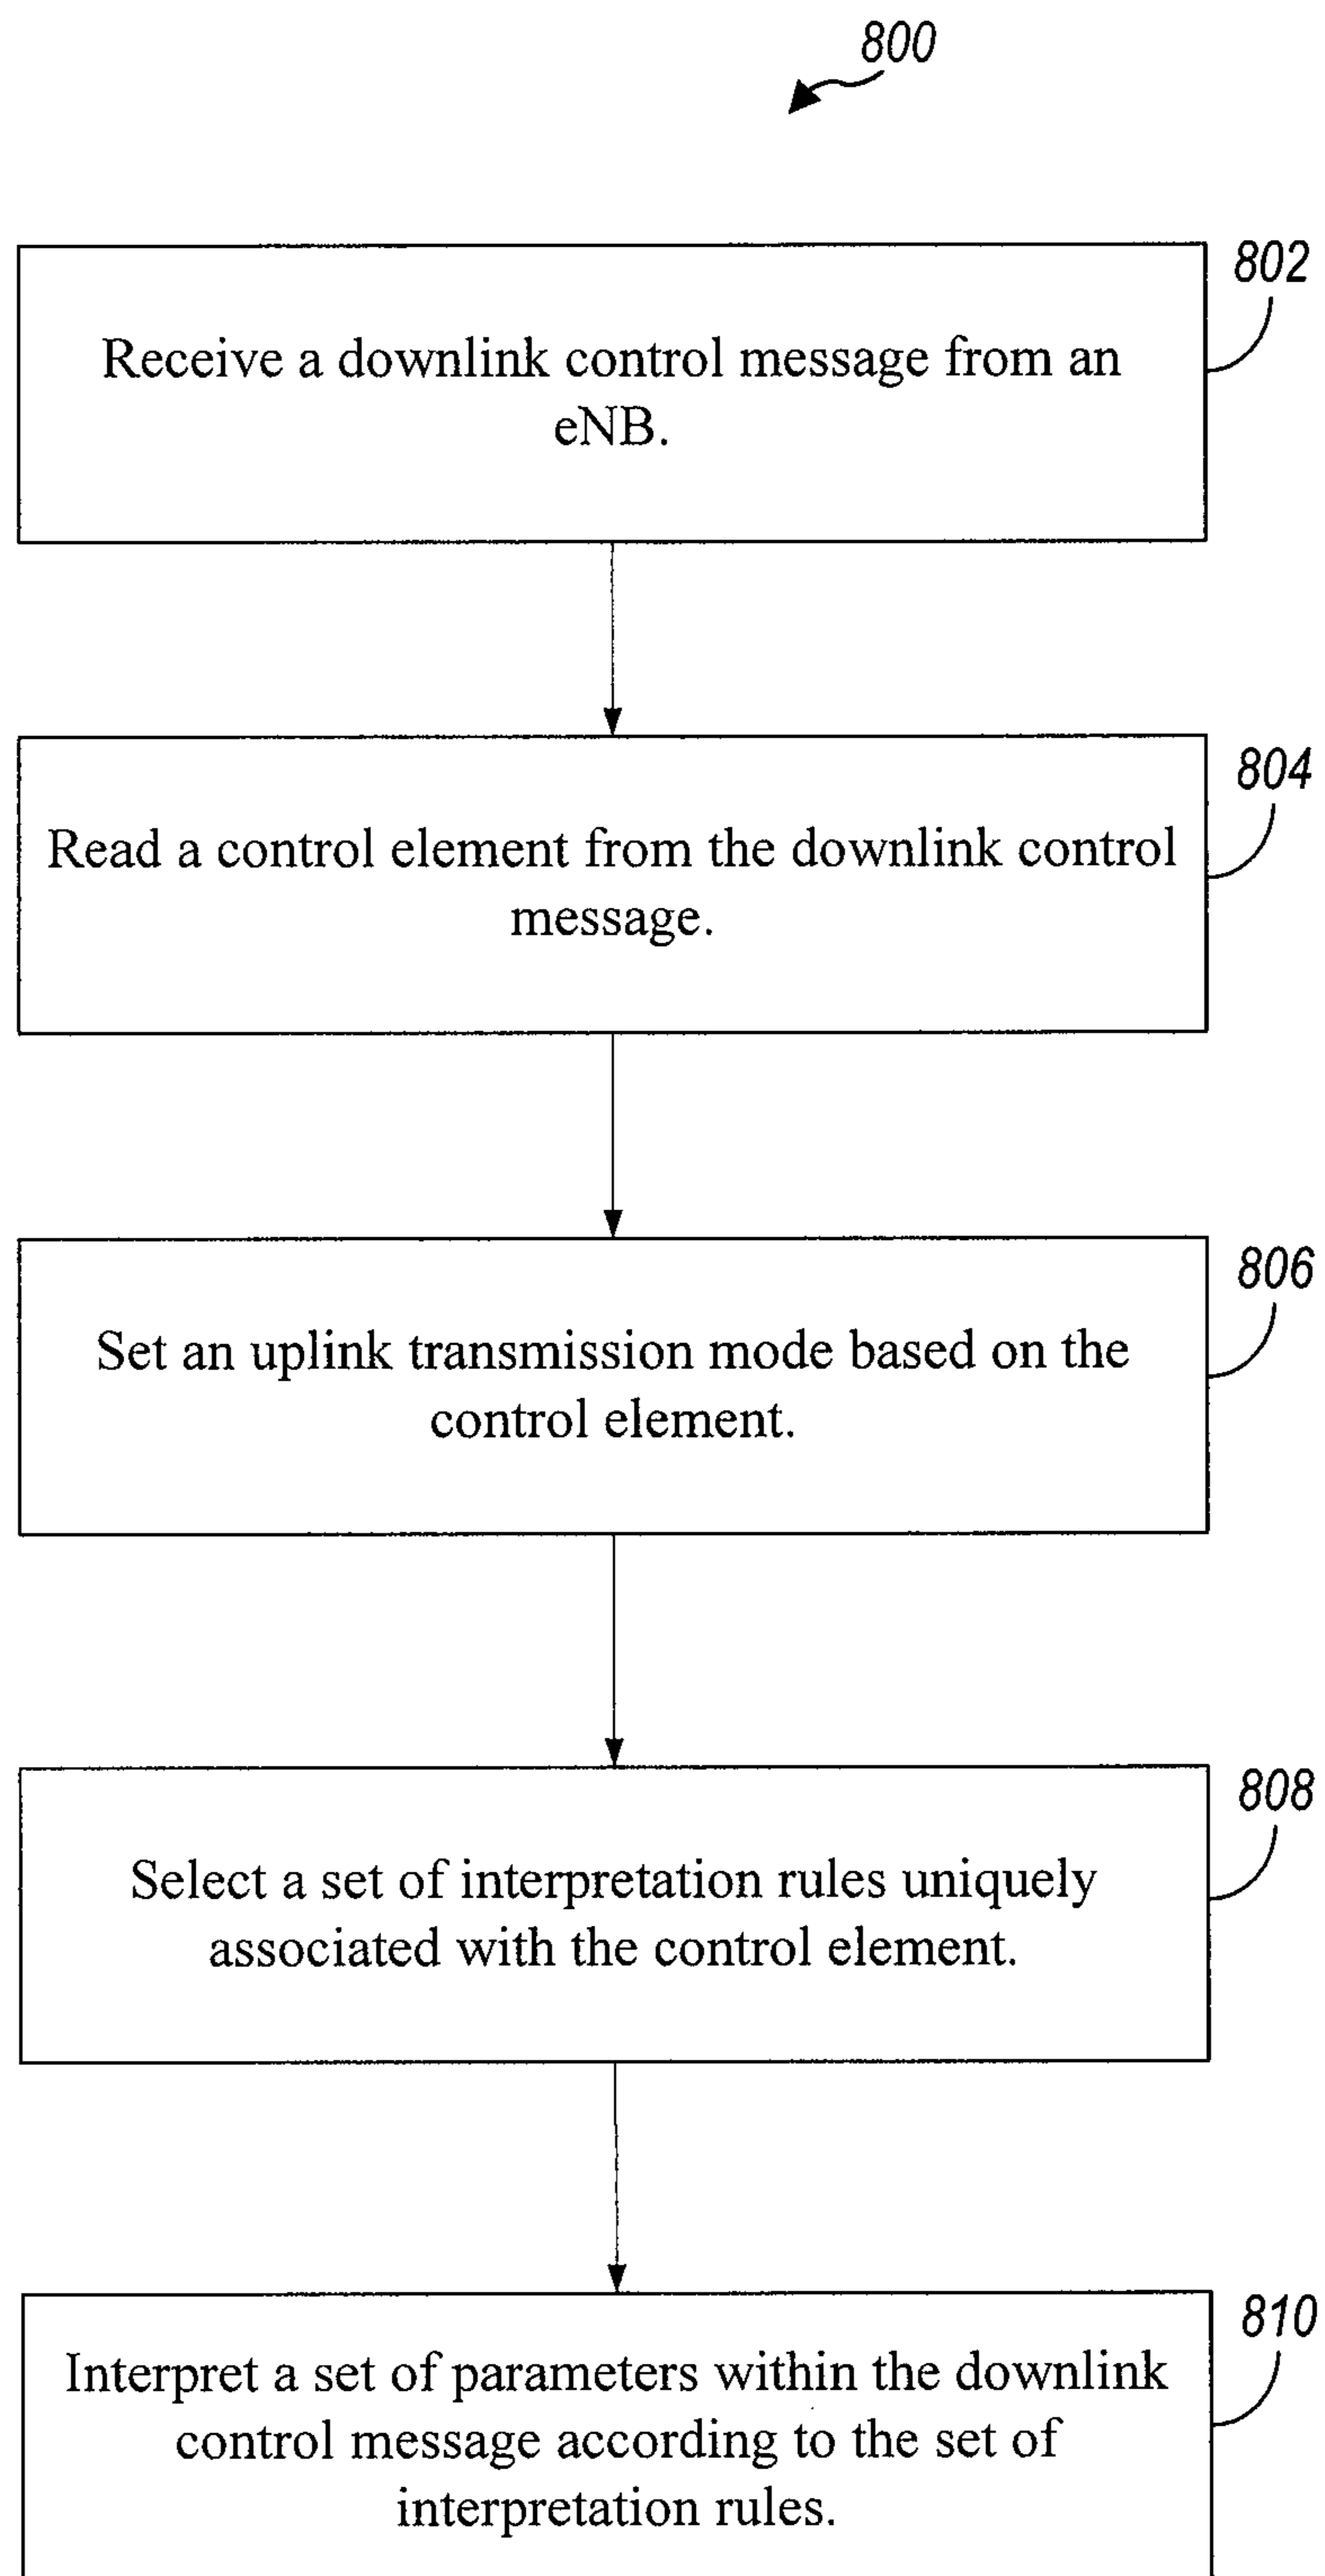 800
802
Receive a downlink control message from an
eNB.
804
Read a control element from the downlink control
message.
806
Set an uplink transmission mode based on the
control element.
808
Select a set of interpretation rules uniquely
associated with the control element.
810
Interpret a set of parameters within the downlink
control message according to the set of
interpretation rules.